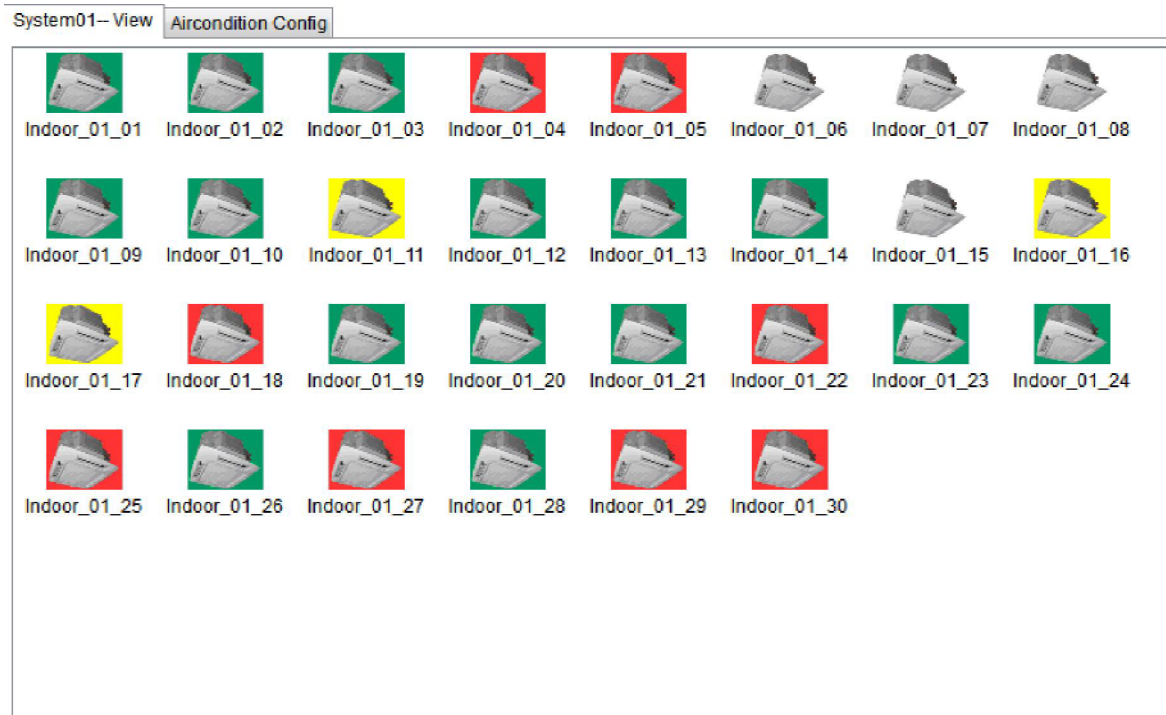 System01-- View Aircondition Config
Indoor_01_01 Indoor_01_02 Indoor_01_03 Indoor_01_04 Indoor_01_05 Indoor_01_06 Indoor_01_07 Indoor_01_08
Indoor_01_09 Indoor_01_10 Indoor_01_11 Indoor_01_12 Indoor_01_13 Indoor_01_14 Indoor_01_15 Indoor_01_16
Indoor_01_17 Indoor_01_18 Indoor_01_19 Indoor_01_20 Indoor_01_21 Indoor_01_22 Indoor_01_23 Indoor_01_24
Indoor_01_25 Indoor_01_26 Indoor_01_27 Indoor_01_28 Indoor_01_29 Indoor_01_30